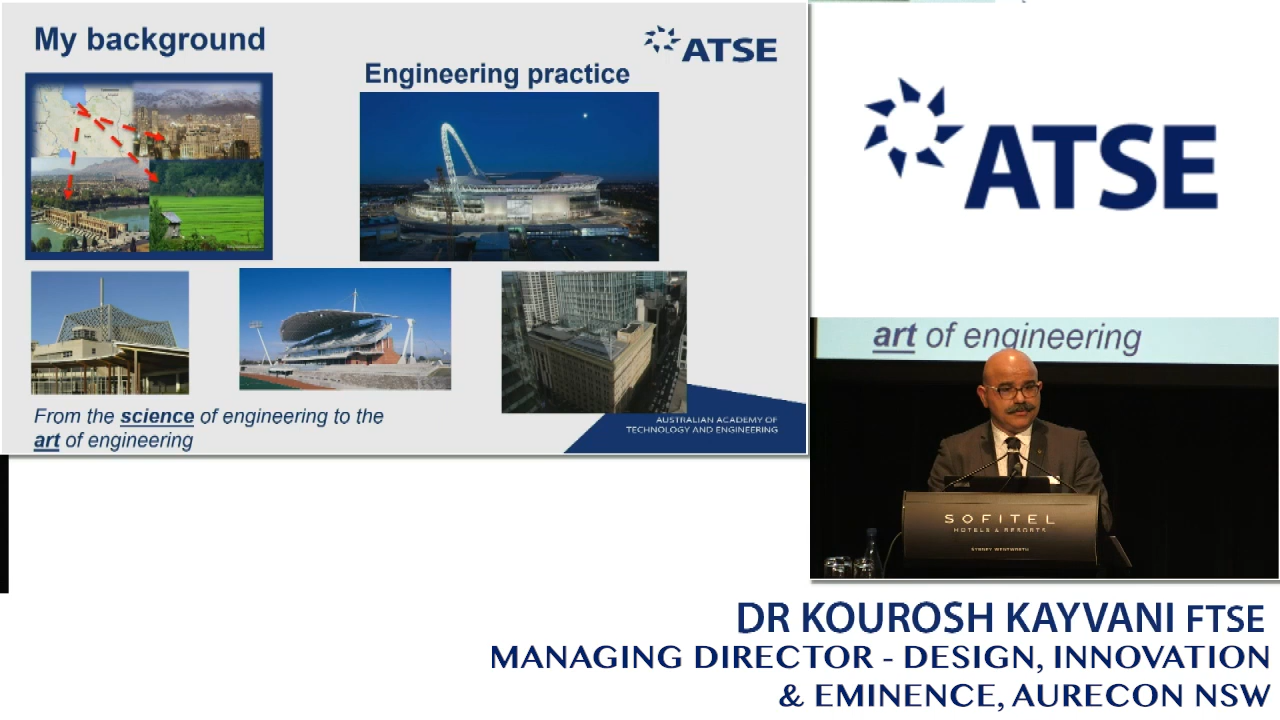 My background
ATSE
Engineering practice
From the science of engineering to the
art of engineering
AUSTRALIAN ACADEMY OF
TECHNOLOGY AND ENGINEERING
ATSE
art of engineering
SOFITEL
HOTELS & RESORTS
SYDNEY WENTWORTH
DR KOUROSH KAYVANI FTSE
MANAGING DIRECTOR - DESIGN, INNOVATION
& EMINENCE, AURECON NSW